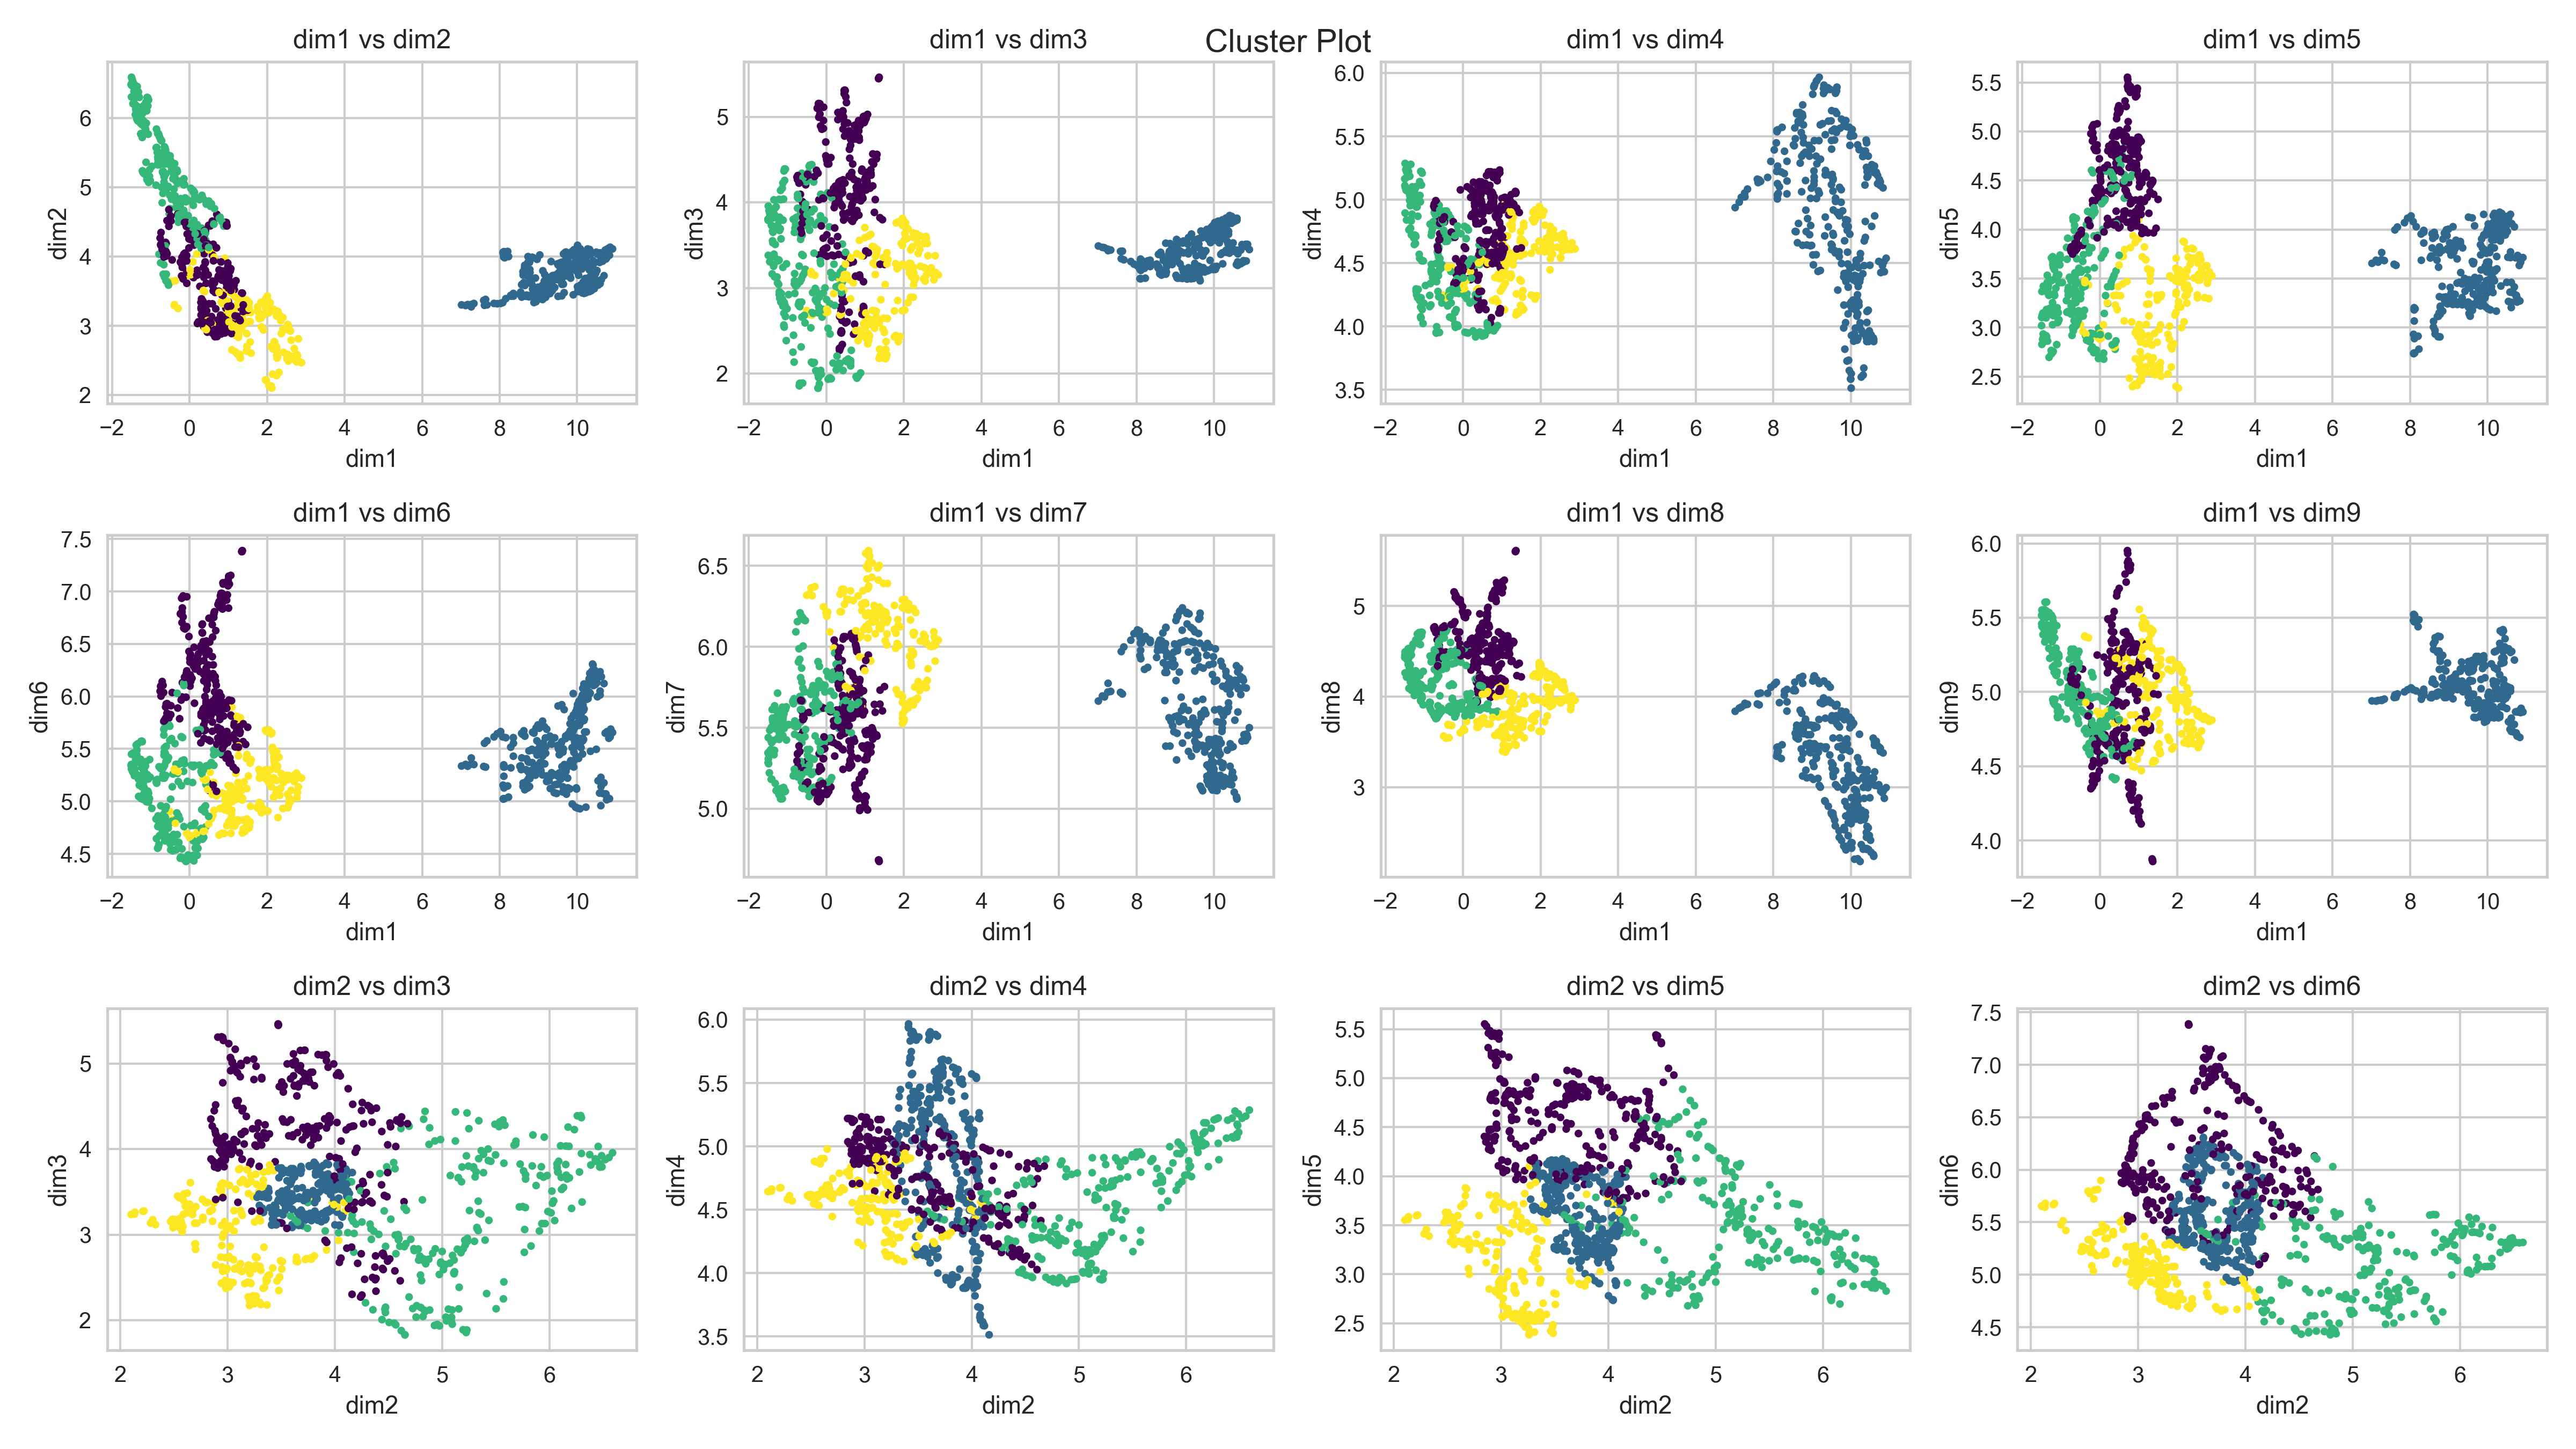 Cluster Plot
dim1 vs dim2
6
5
4
3
2
dim2
−2 0 2 4 6 8 10
dim1
dim1 vs dim3
5
4
3
2
dim3
−2 0 2 4 6 8 10
dim1
dim1 vs dim4
6.0
5.5
5.0
4.5
4.0
3.5
dim4
−2 0 2 4 6 8 10
dim1
dim1 vs dim5
5.5
5.0
4.5
4.0
3.5
3.0
2.5
dim5
−2 0 2 4 6 8 10
dim1
dim1 vs dim6
7.5
7.0
6.5
6.0
5.5
5.0
4.5
dim6
−2 0 2 4 6 8 10
dim1
dim1 vs dim7
6.5
6.0
5.5
5.0
dim7
−2 0 2 4 6 8 10
dim1
dim1 vs dim8
5
4
3
dim8
−2 0 2 4 6 8 10
dim1
dim1 vs dim9
6.0
5.5
5.0
4.5
4.0
dim9
−2 0 2 4 6 8 10
dim1
dim2 vs dim3
5
4
3
2
dim3
2 3 4 5 6
dim2
dim2 vs dim4
6.0
5.5
5.0
4.5
4.0
3.5
dim4
2 3 4 5 6
dim2
dim2 vs dim5
5.5
5.0
4.5
4.0
3.5
3.0
2.5
dim5
2 3 4 5 6
dim2
dim2 vs dim6
7.5
7.0
6.5
6.0
5.5
5.0
4.5
dim6
2 3 4 5 6
dim2